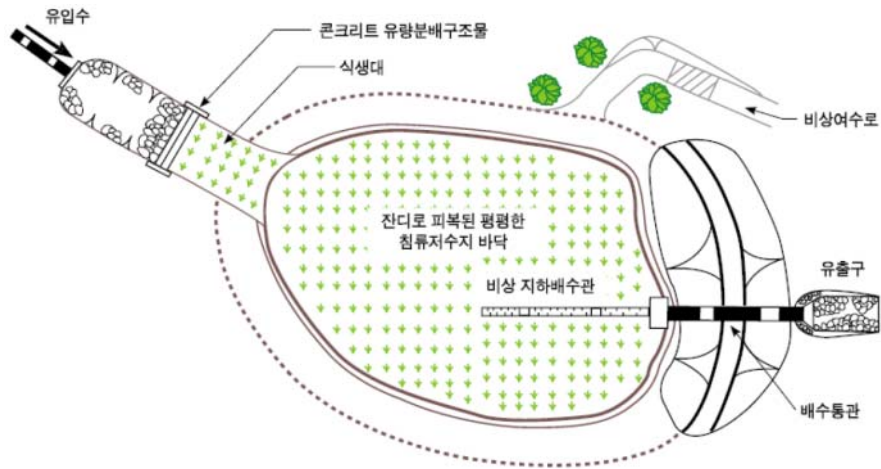 유입수
콘크리트 유량분배구조물
식생대
비상여수로
잔디로 피복된 평평한
침류저수지 바닥
비상 지하배수관
유출구
배수통관